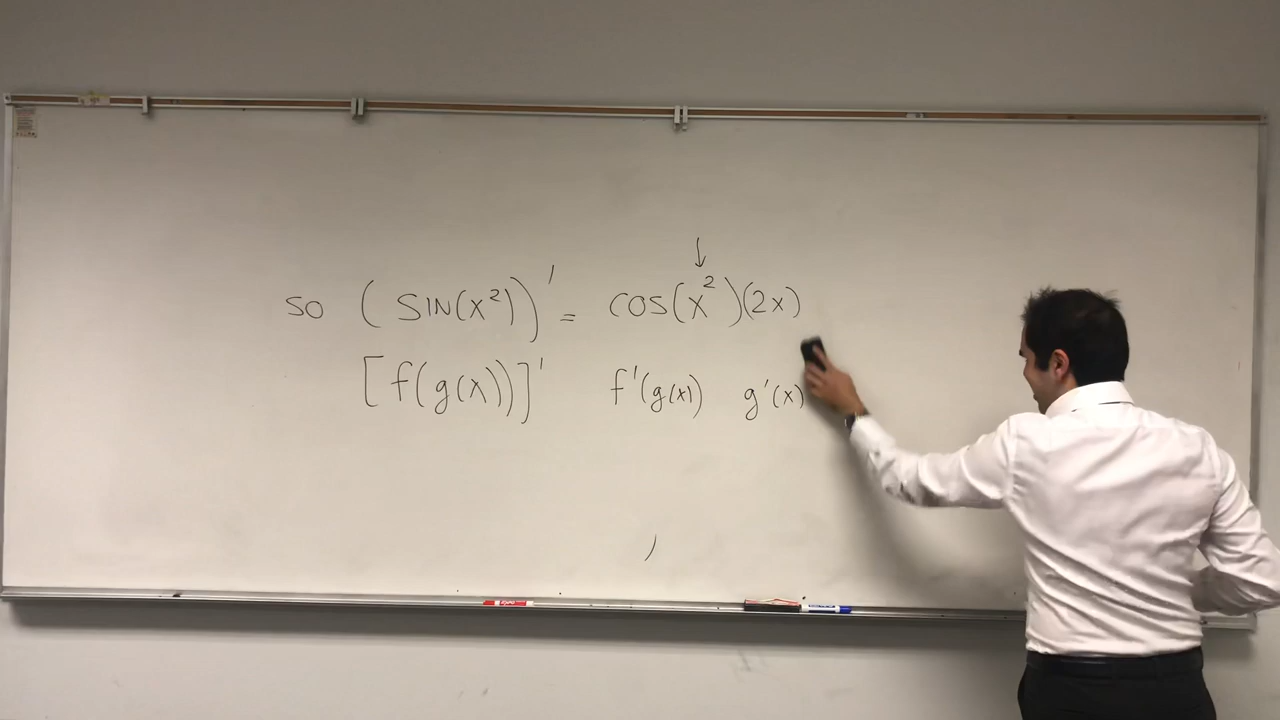 so (SIN(x²))' = cos(x²)(2x)
[f(g(x))]' f'(g(x)) g'(x)